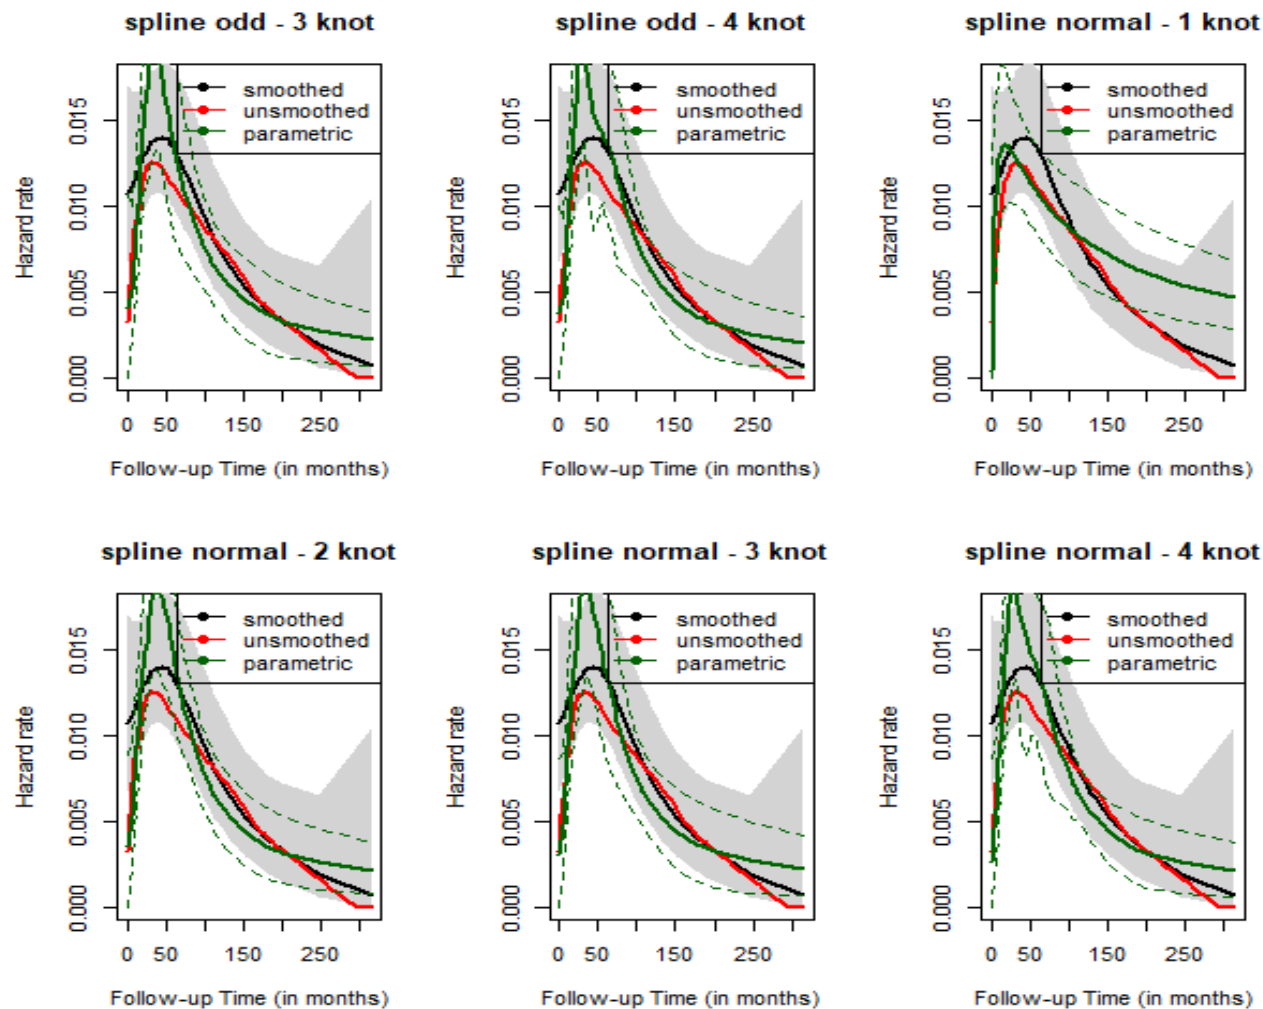 spline odd - 3 knot
smoothed
unsmoothed
parametric
0.000 0.005 0.010 0.015
Hazard rate
0 50 150 250
Follow-up Time (in months)
spline odd - 4 knot
smoothed
unsmoothed
parametric
0.000 0.005 0.010 0.015
Hazard rate
0 50 150 250
Follow-up Time (in months)
spline normal - 1 knot
smoothed
unsmoothed
parametric
0.000 0.005 0.010 0.015
Hazard rate
0 50 150 250
Follow-up Time (in months)
spline normal - 2 knot
smoothed
unsmoothed
parametric
0.000 0.005 0.010 0.015
Hazard rate
0 50 150 250
Follow-up Time (in months)
spline normal - 3 knot
smoothed
unsmoothed
parametric
0.000 0.005 0.010 0.015
Hazard rate
0 50 150 250
Follow-up Time (in months)
spline normal - 4 knot
smoothed
unsmoothed
parametric
0.000 0.005 0.010 0.015
Hazard rate
0 50 150 250
Follow-up Time (in months)